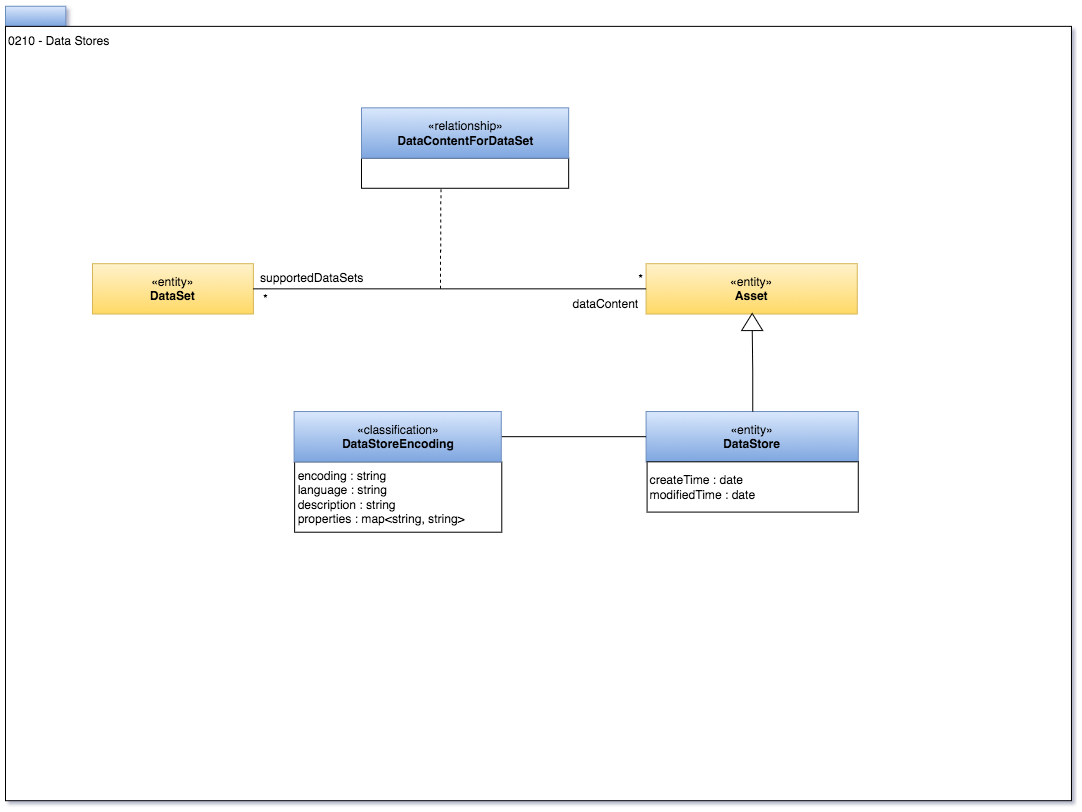 0210 - Data Stores
«relationship»
DataContentForDataSet
«entity»
DataSet
supportedDataSets
*
*
dataContent
«entity»
Asset
«classification»
DataStoreEncoding
encoding : string
language : string
description : string
properties : map<string, string>
«entity»
DataStore
createTime : date
modifiedTime : date